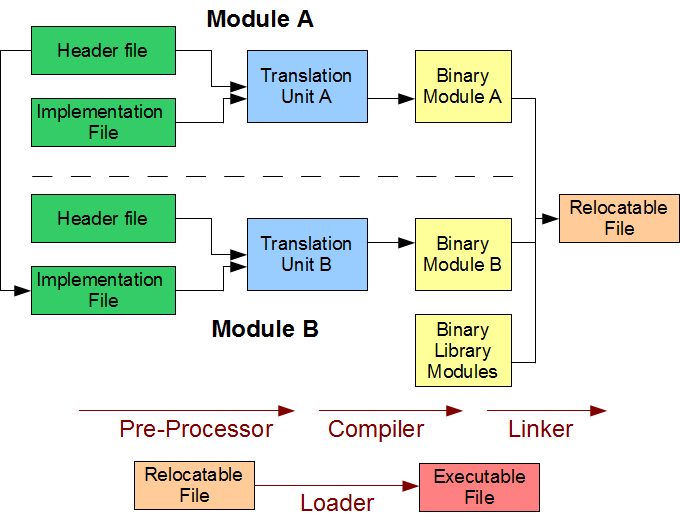 Module A
Header file
Translation
Unit A
Binary
Module A
Implementation
File
Header file
Translation
Unit B
Binary
Module B
Relocatable
File
Implementation
File
Module B
Binary
Library
Modules
Pre-Processor
Compiler
Linker
Relocatable
File
Loader
Executable
File